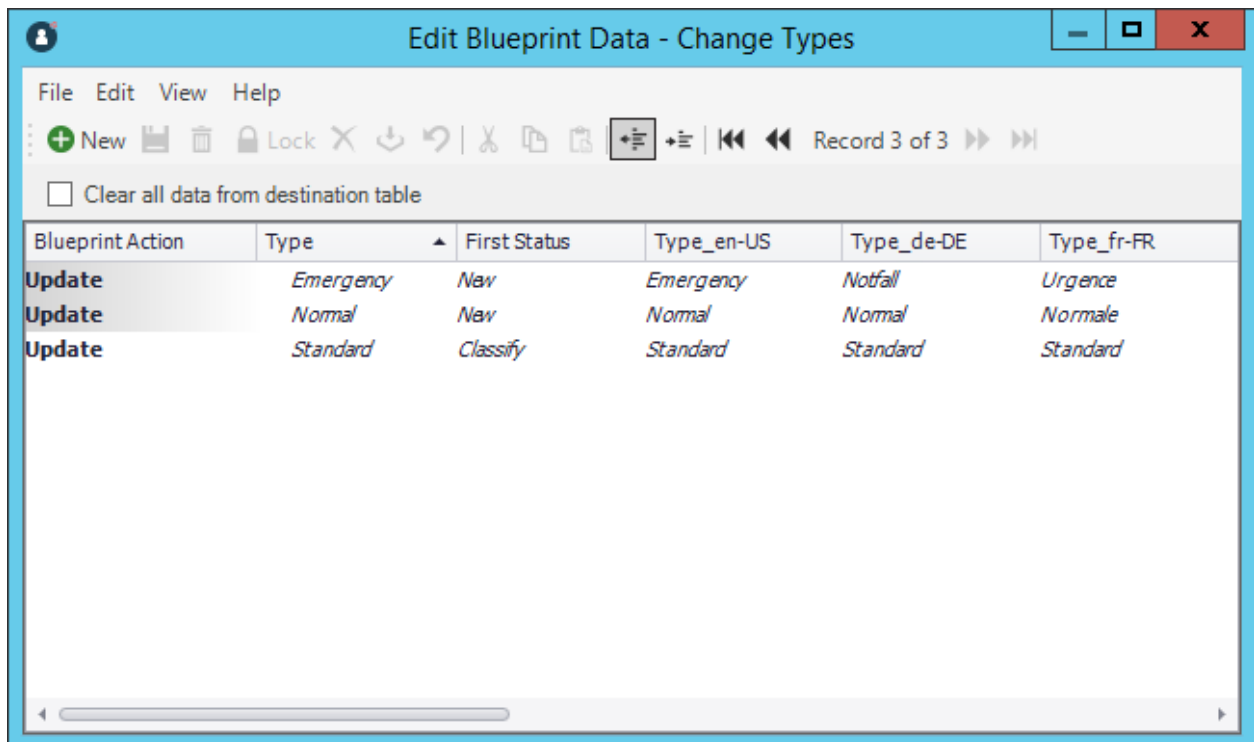 Edit Blueprint Data - Change Types
File Edit View Help
New Lock Record 3 of 3
Clear all data from destination table
Blueprint Action Type First Status Type_en-US Type_de-DE Type_fr-FR
Update Emergency New Emergency Notfall Urgence
Update Normal New Normal Normal Normale
Update Standard Classify Standard Standard Standard